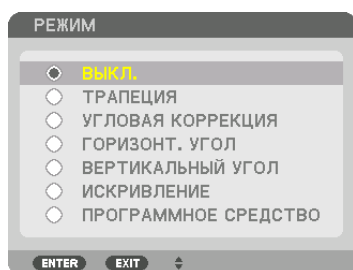 РЕЖИМ
ВЫКЛ.
ТРАПЕЦИЯ
УГЛОВАЯ КОРРЕКЦИЯ
ГОРИЗОНТ. УГОЛ
ВЕРТИКАЛЬНЫЙ УГОЛ
ИСКРИВЛЕНИЕ
ПРОГРАММНОЕ СРЕДСТВО
ENTER EXIT